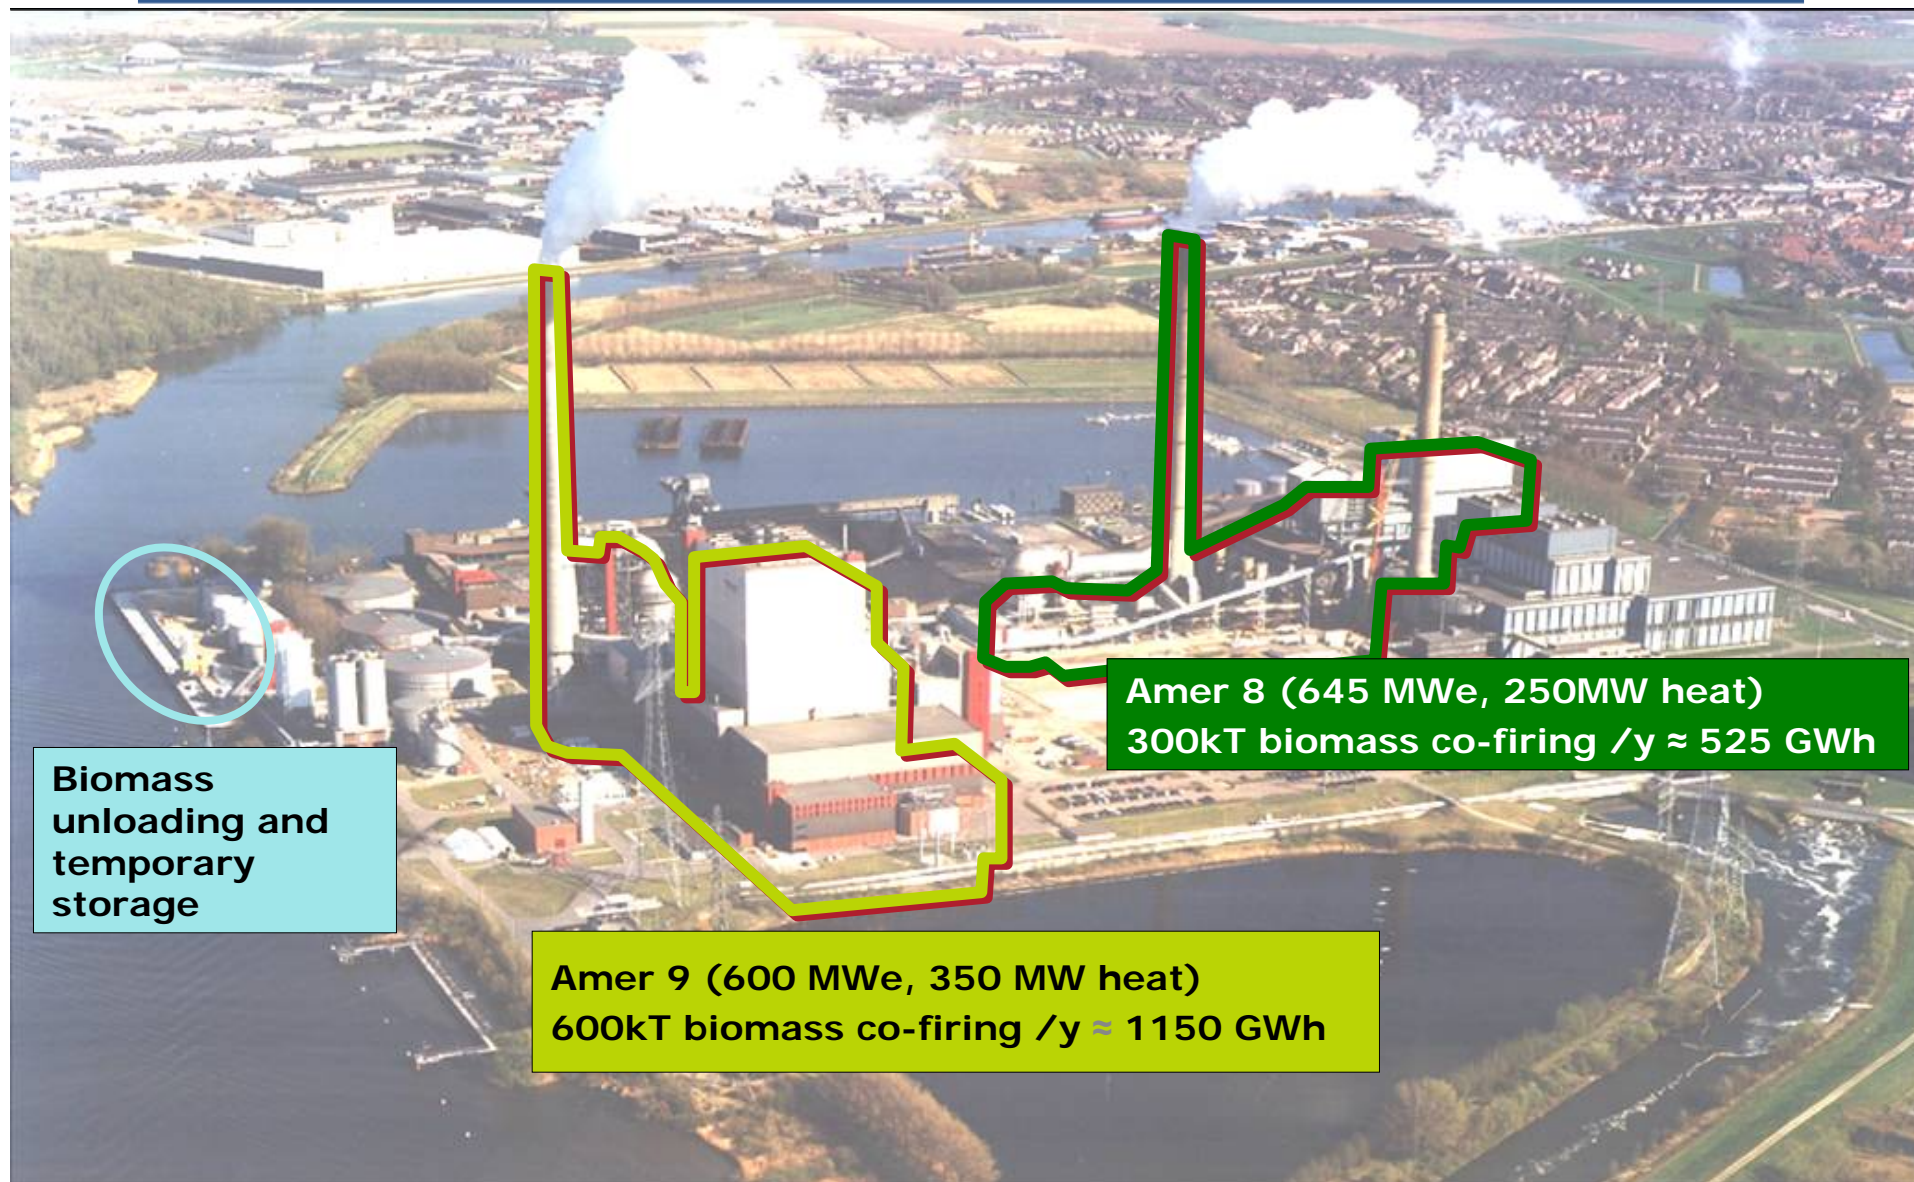 Amer 8 (645 MWe, 250MW heat)
300kT biomass co-firing /y ≈ 525 GWh
Biomass
unloading and
temporary
storage
Amer 9 (600 MWe, 350 MW heat)
600kT biomass co-firing /y ≈ 1150 GWh